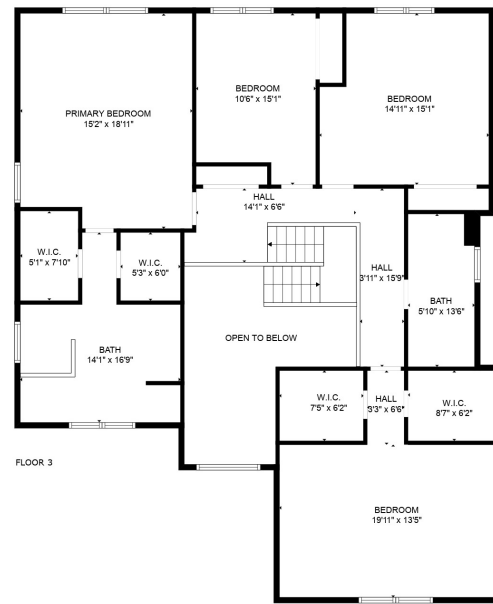 PRIMARY BEDROOM
15'2" x 18'11"
BEDROOM
10'6" x 15'1"
BEDROOM
14'11" x 15'1"
HALL
14'1" x 6'6"
W.I.C.
5'1" x 7'10"
W.I.C.
5'3" x 6'0"
HALL
3'11" x 15'9"
BATH
5'10" x 13'6"
BATH
14'1" x 16'9"
OPEN TO BELOW
W.I.C.
7'5" x 6'2"
HALL
3'3" x 6'6"
W.I.C.
8'7" x 6'2"
FLOOR 3
BEDROOM
19'11" x 13'5"